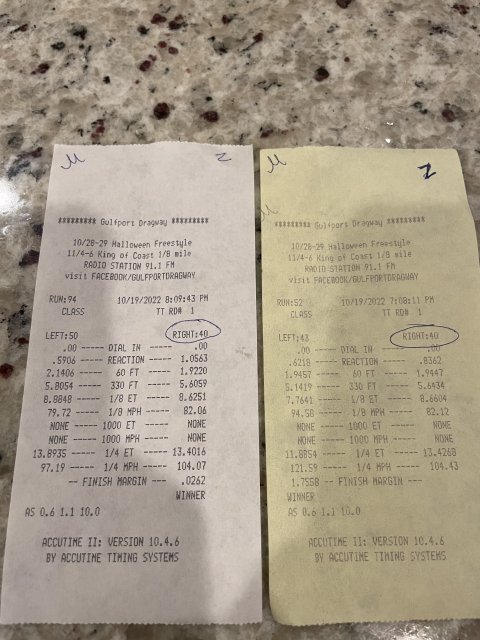 M Z
********* Gulfport Dragway *********
10/28-29 Halloween Freestyle
11/4-6 King of Coast 1/8 mile
RADIO STATION 91.1 FM
visit FACEBOOK/GULFPORTDRAGWAY
RUN:94 10/19/2022 8:09:43 PM
CLASS TT RD# 1
LEFT:50 RIGHT:40
.00 ----- DIAL IN ----- .00
.5906 ----- REACTION ----- 1.0563
2.1406 ----- 60 FT ----- 1.9220
5.8054 ----- 330 FT ----- 5.6059
8.8848 ----- 1/8 ET ----- 8.6251
79.72 ----- 1/8 MPH ----- 82.06
NONE ----- 1000 ET ----- NONE
NONE ----- 1000 MPH ----- NONE
13.8935 ----- 1/4 ET ----- 13.4016
97.19 ----- 1/4 MPH ----- 104.07
-- FINISH MARGIN --- .0262
WINNER
AS 0.6 1.1 10.0
ACCUTIME II: VERSION 10.4.6
BY ACCUTIME TIMING SYSTEMS
M Z
M
********* Gulfport Dragway *********
10/28-29 Halloween Freestyle
11/4-6 King of Coast 1/8 mile
RADIO STATION 91.1 FM
visit FACEBOOK/GULFPORTDRAGWAY
RUN:52 10/19/2022 7:08:11 PM
CLASS TT RD# 1
LEFT:43 RIGHT:40
.00 ----- DIAL IN ----- .00
.6218 ----- REACTION ----- .8362
1.9457 ----- 60 FT ----- 1.9447
5.1419 ----- 330 FT ----- 5.6434
7.7641 ----- 1/8 ET ----- 8.6604
94.58 ----- 1/8 MPH ----- 82.12
NONE ----- 1000 ET ----- NONE
NONE ----- 1000 MPH ----- NONE
11.8854 ----- 1/4 ET ----- 13.4268
121.59 ----- 1/4 MPH ----- 104.43
1.7558 -- FINISH MARGIN ---
WINNER
AS 0.6 1.1 10.0
ACCUTIME II: VERSION 10.4.6
BY ACCUTIME TIMING SYSTEMS